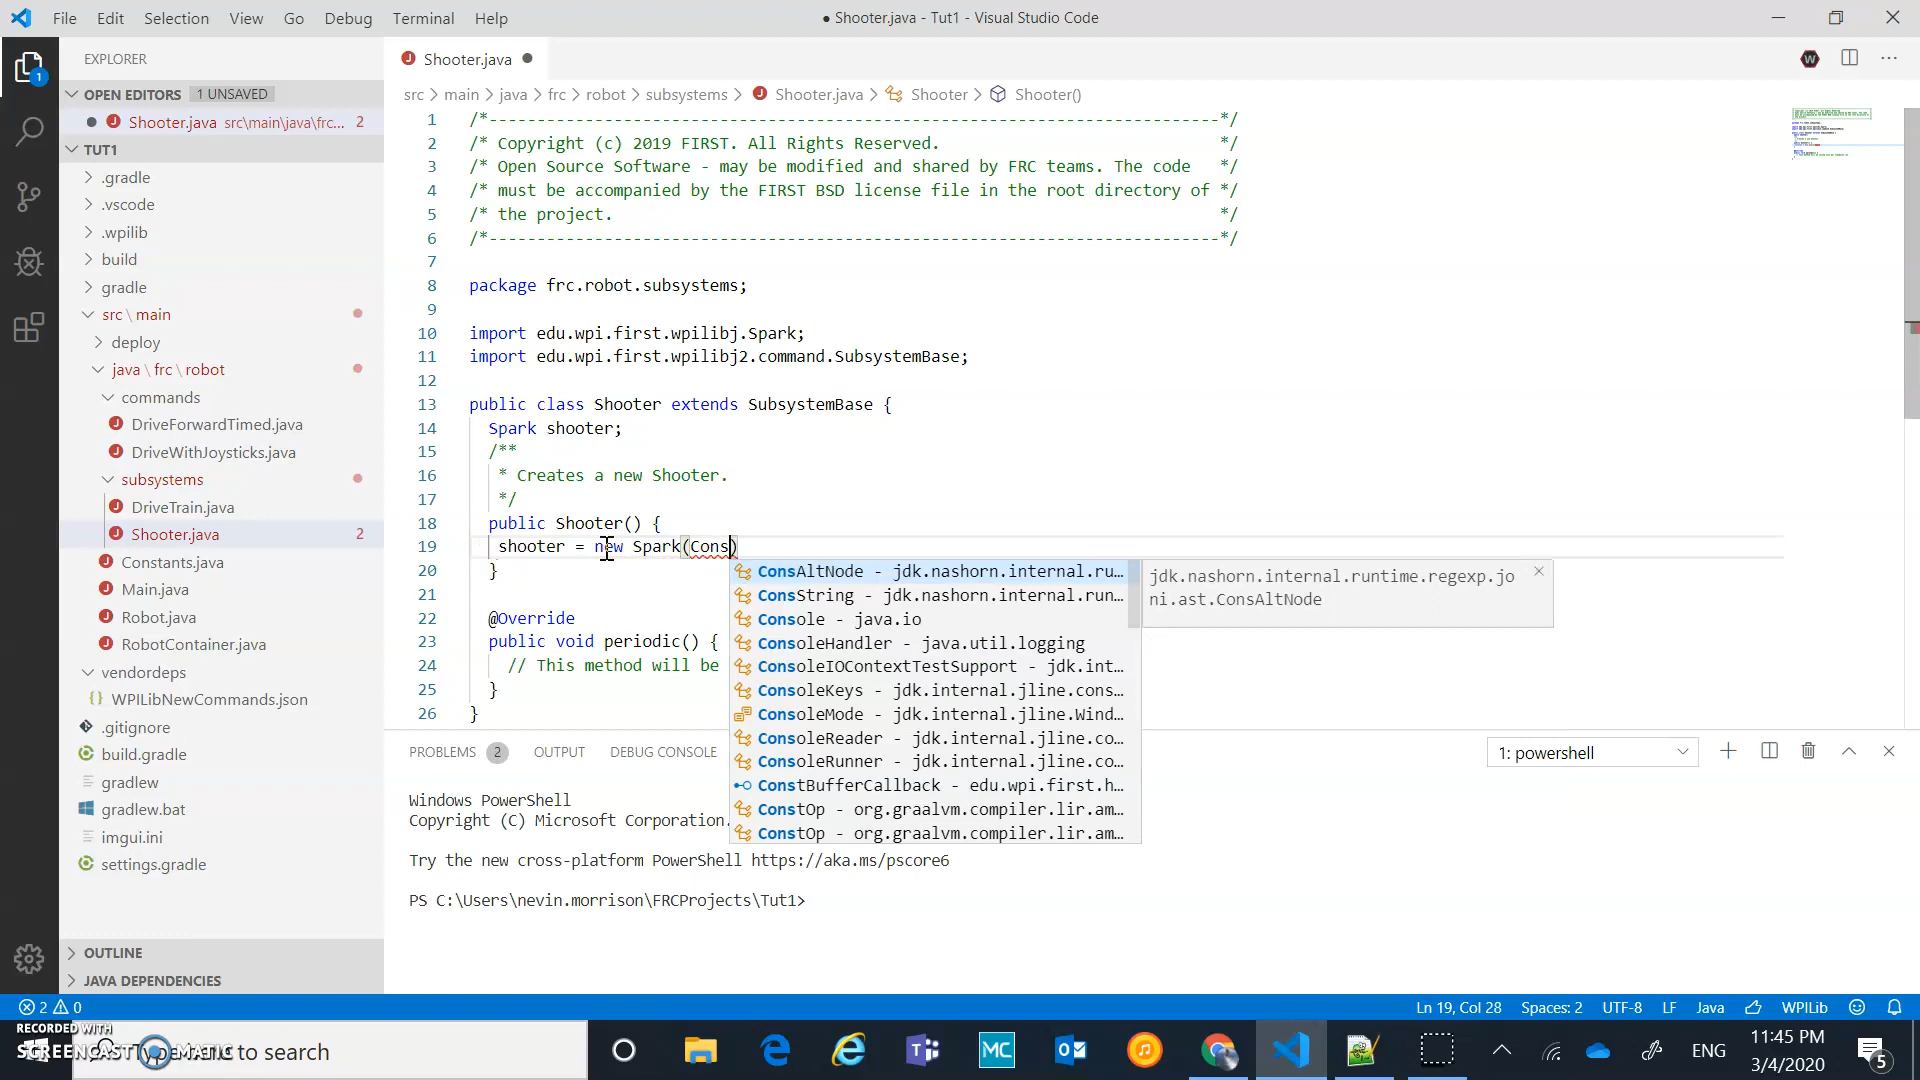 File Edit Selection View Go Debug Terminal Help
● Shooter.java - Tut1 - Visual Studio Code
EXPLORER
OPEN EDITORS 1 UNSAVED
Shooter.java src\main\java\frc... 2
TUT1
.gradle
.vscode
.wpilib
build
gradle
src \ main
deploy
java \ frc \ robot
commands
DriveForwardTimed.java
DriveWithJoysticks.java
subsystems
DriveTrain.java
Shooter.java 2
Constants.java
Main.java
Robot.java
RobotContainer.java
vendordeps
WPILibNewCommands.json
.gitignore
build.gradle
gradlew
gradlew.bat
imgui.ini
settings.gradle
OUTLINE
JAVA DEPENDENCIES
Shooter.java
src > main > java > frc > robot > subsystems > Shooter.java > Shooter > Shooter()
1 /*----------------------------------------------------------------------------*/
2 /* Copyright (c) 2019 FIRST. All Rights Reserved. */
3 /* Open Source Software - may be modified and shared by FRC teams. The code */
4 /* must be accompanied by the FIRST BSD license file in the root directory of */
5 /* the project. */
6 /*----------------------------------------------------------------------------*/
7
8 package frc.robot.subsystems;
9
10 import edu.wpi.first.wpilibj.Spark;
11 import edu.wpi.first.wpilibj2.command.SubsystemBase;
12
13 public class Shooter extends SubsystemBase {
14 Spark shooter;
15 /**
16 * Creates a new Shooter.
17 */
18 public Shooter() {
19 shooter = new Spark(Cons)
20 }
21
22 @Override
23 public void periodic() {
24 // This method will be
25 }
26 }
ConsAltNode - jdk.nashorn.internal.ru...
ConsString - jdk.nashorn.internal.run...
Console - java.io
ConsoleHandler - java.util.logging
ConsoleIOContextTestSupport - jdk.int...
ConsoleKeys - jdk.internal.jline.cons...
ConsoleMode - jdk.internal.jline.Wind...
ConsoleReader - jdk.internal.jline.co...
ConsoleRunner - jdk.internal.jline.co...
ConstBufferCallback - edu.wpi.first.h...
ConstOp - org.graalvm.compiler.lir.am...
ConstOp - org.graalvm.compiler.lir.am...
jdk.nashorn.internal.runtime.regexp.jo
ni.ast.ConsAltNode
PROBLEMS 2 OUTPUT DEBUG CONSOLE
1: powershell
Windows PowerShell
Copyright (C) Microsoft Corporation.
Try the new cross-platform PowerShell https://aka.ms/pscore6
PS C:\Users\nevin.morrison\FRCProjects\Tut1>
2 0
Ln 19, Col 28 Spaces: 2 UTF-8 LF Java WPILib
RECORDED WITH
SCREENCAST MATIC
Type here to search
ENG
11:45 PM
3/4/2020
5